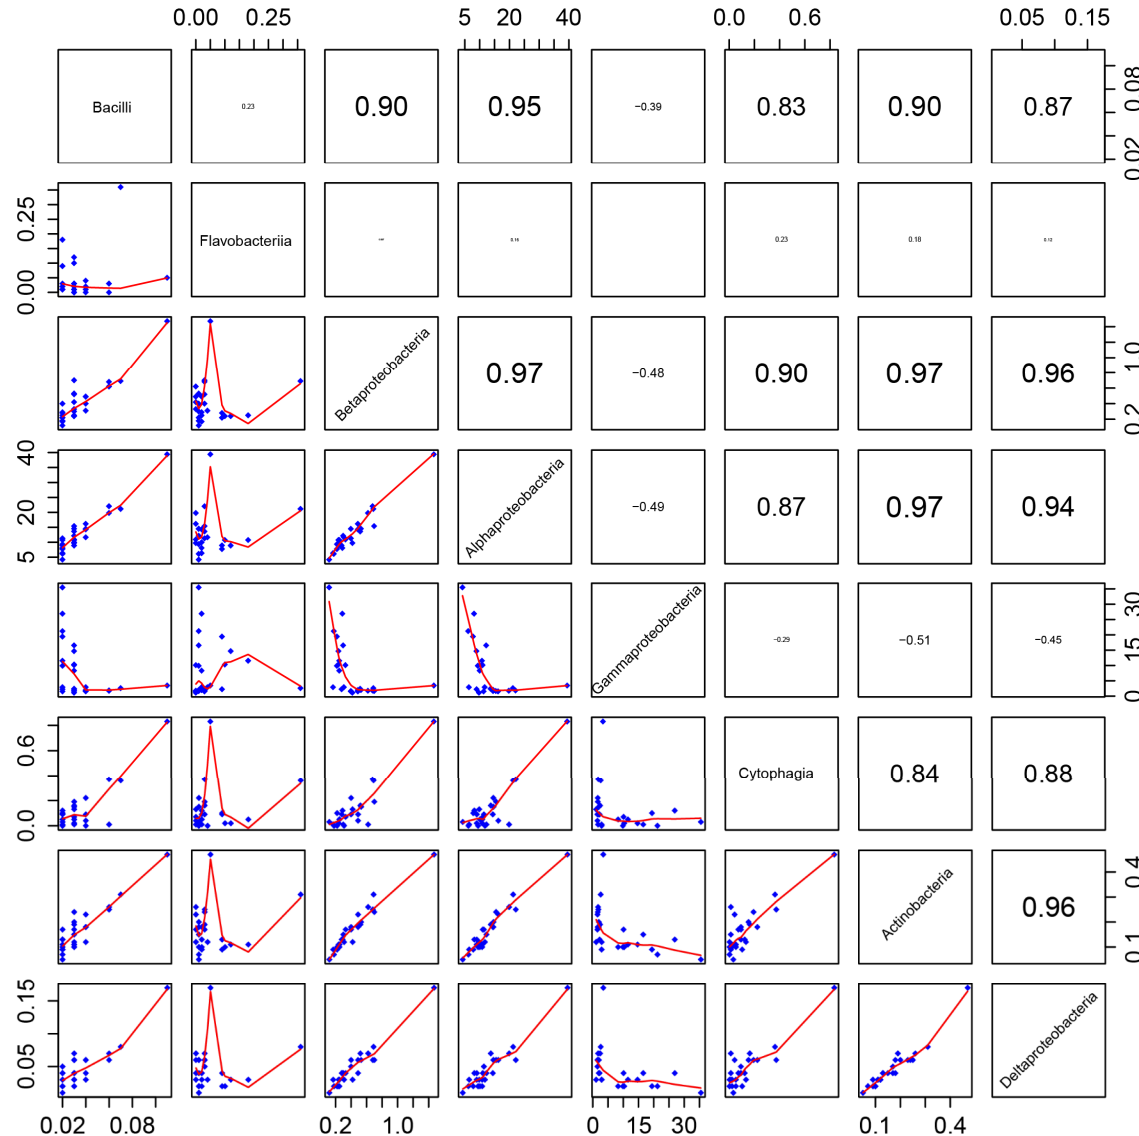 0.00 0.25 5 20 40 0.0 0.6 0.05 0.15
Bacilli 0.23 0.90 0.95 −0.39 0.83 0.90 0.87 0.02 0.08
0.00 0.25 Flavobacteriia 0.15 0.23 0.18 0.12
Betaproteobacteria 0.97 −0.48 0.90 0.97 0.96 0.2 1.0
5 20 40 Alphaproteobacteria −0.49 0.87 0.97 0.94
Gammaproteobacteria −0.29 −0.51 −0.45 0 15 30
0.0 0.6 Cytophagia 0.84 0.88
Actinobacteria 0.96 0.1 0.4
0.05 0.15 Deltaproteobacteria
0.02 0.08 0.2 1.0 0 15 30 0.1 0.4